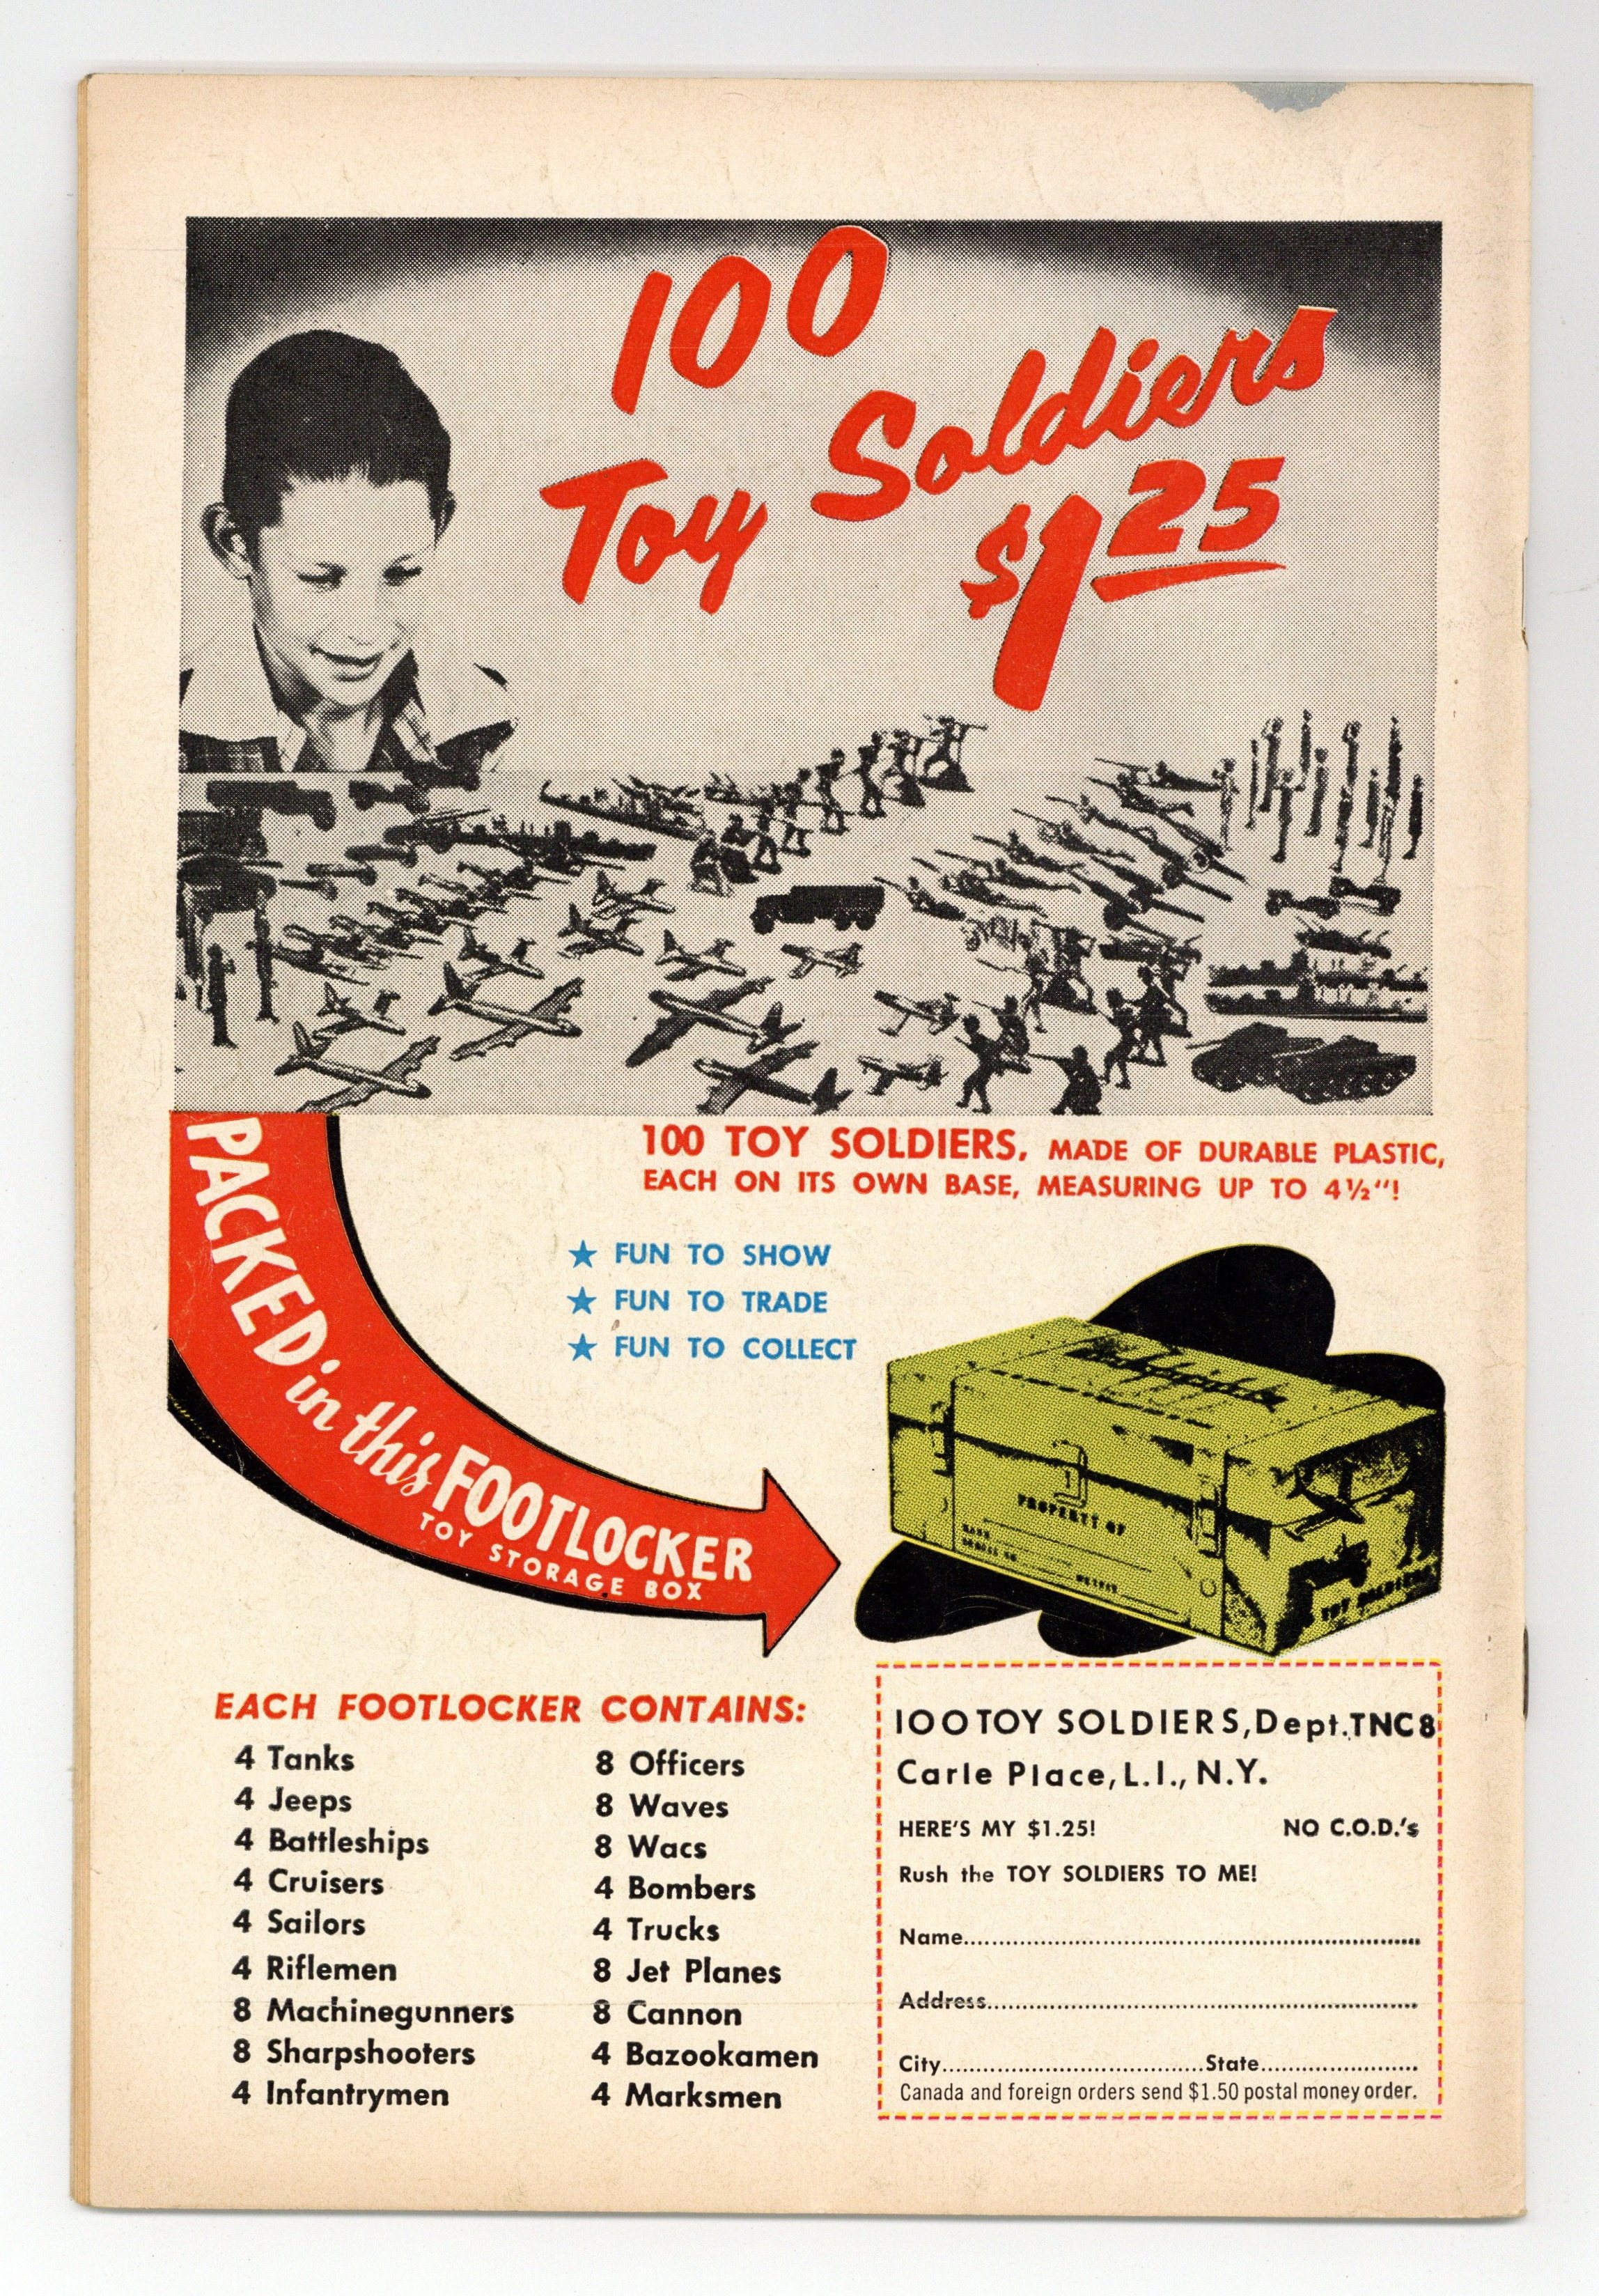 100
Toy Soldiers
$1 25
100 TOY SOLDIERS, MADE OF DURABLE PLASTIC,
EACH ON ITS OWN BASE, MEASURING UP TO 4½"!
PACKED in this FOOTLOCKER
TOY STORAGE BOX
★ FUN TO SHOW
★ FUN TO TRADE
★ FUN TO COLLECT
PROPERTY OF
TOY SOLDIERS
EACH FOOTLOCKER CONTAINS:
4 Tanks
4 Jeeps
4 Battleships
4 Cruisers
4 Sailors
4 Riflemen
8 Machinegunners
8 Sharpshooters
4 Infantrymen
8 Officers
8 Waves
8 Wacs
4 Bombers
4 Trucks
8 Jet Planes
8 Cannon
4 Bazookamen
4 Marksmen
100 TOY SOLDIERS, Dept. TNC8
Carle Place, L.I., N.Y.
HERE'S MY $1.25! NO C.O.D.'s
Rush the TOY SOLDIERS TO ME!
Name
Address
City State
Canada and foreign orders send $1.50 postal money order.